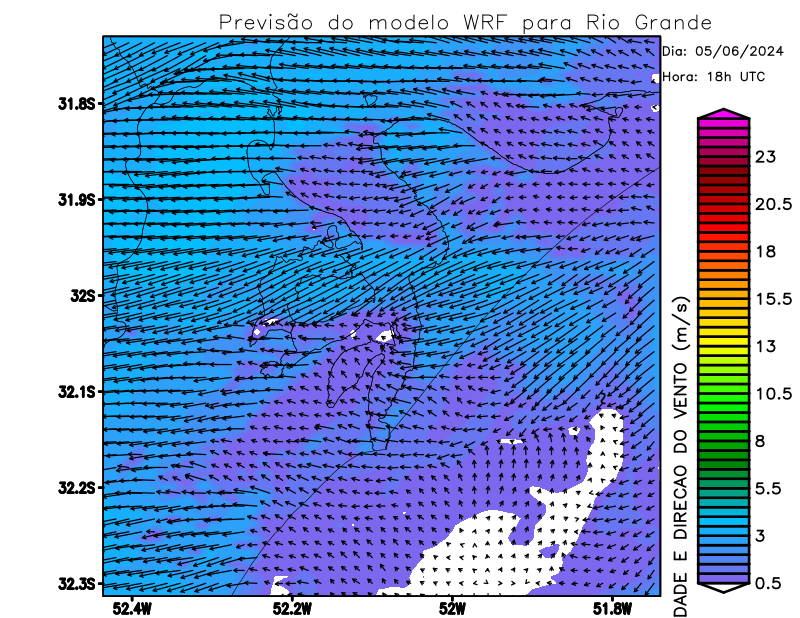 Previsão do modelo WRF para Rio Grande
Dia: 05/06/2024
Hora: 18h UTC
31.8S
31.9S
32S
32.1S
32.2S
32.3S
52.4W
52.2W
52W
51.8W
23
20.5
18
15.5
13
10.5
8
5.5
3
0.5
DADE E DIRECAO DO VENTO (m/s)